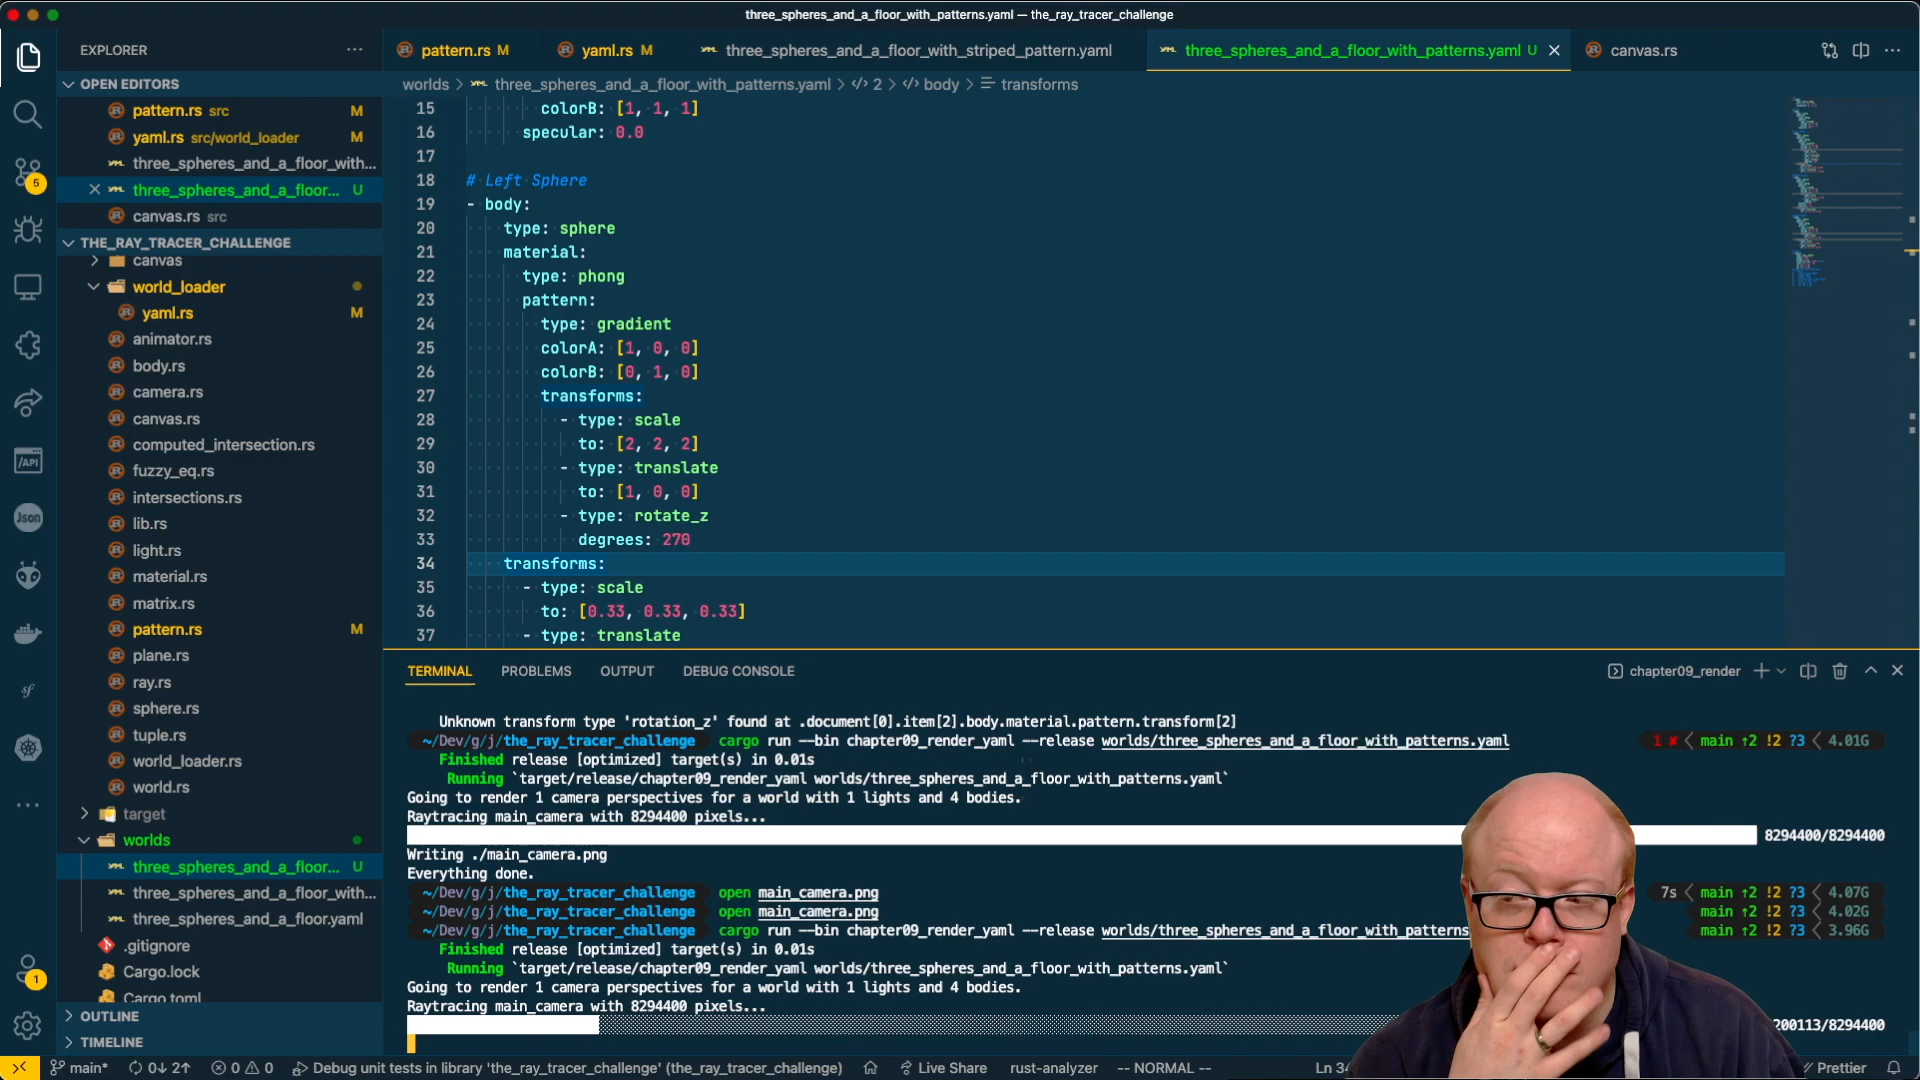 three_spheres_and_a_floor_with_patterns.yaml — the_ray_tracer_challenge
EXPLORER
pattern.rs M
yaml.rs M
three_spheres_and_a_floor_with_striped_pattern.yaml
three_spheres_and_a_floor_with_patterns.yaml U
canvas.rs
OPEN EDITORS
pattern.rs src M
yaml.rs src/world_loader M
three_spheres_and_a_floor_with...
three_spheres_and_a_floor... U
canvas.rs src
THE_RAY_TRACER_CHALLENGE
canvas
world_loader
yaml.rs M
animator.rs
body.rs
camera.rs
canvas.rs
computed_intersection.rs
fuzzy_eq.rs
intersections.rs
lib.rs
light.rs
material.rs
matrix.rs
pattern.rs M
plane.rs
ray.rs
sphere.rs
tuple.rs
world_loader.rs
world.rs
target
worlds
three_spheres_and_a_floor... U
three_spheres_and_a_floor_with...
three_spheres_and_a_floor.yaml
.gitignore
Cargo.lock
Cargo.toml
OUTLINE
TIMELINE
5
/API
Json
1
worlds > three_spheres_and_a_floor_with_patterns.yaml > </> 2 > </> body > transforms
15 colorB: [1, 1, 1]
16 specular: 0.0
17
18 # Left Sphere
19 - body:
20 type: sphere
21 material:
22 type: phong
23 pattern:
24 type: gradient
25 colorA: [1, 0, 0]
26 colorB: [0, 1, 0]
27 transforms:
28 - type: scale
29 to: [2, 2, 2]
30 - type: translate
31 to: [1, 0, 0]
32 - type: rotate_z
33 degrees: 270
34 transforms:
35 - type: scale
36 to: [0.33, 0.33, 0.33]
37 - type: translate
TERMINAL PROBLEMS OUTPUT DEBUG CONSOLE
chapter09_render
Unknown transform type 'rotation_z' found at .document[0].item[2].body.material.pattern.transform[2]
~/Dev/g/j/the_ray_tracer_challenge cargo run --bin chapter09_render_yaml --release worlds/three_spheres_and_a_floor_with_patterns.yaml 1 ✘ main ↑2 !2 ?3 4.01G
Finished release [optimized] target(s) in 0.01s
Running `target/release/chapter09_render_yaml worlds/three_spheres_and_a_floor_with_patterns.yaml`
Going to render 1 camera perspectives for a world with 1 lights and 4 bodies.
Raytracing main_camera with 8294400 pixels...
8294400/8294400
Writing ./main_camera.png
Everything done.
~/Dev/g/j/the_ray_tracer_challenge open main_camera.png 7s main ↑2 !2 ?3 4.07G
~/Dev/g/j/the_ray_tracer_challenge open main_camera.png main ↑2 !2 ?3 4.02G
~/Dev/g/j/the_ray_tracer_challenge cargo run --bin chapter09_render_yaml --release worlds/three_spheres_and_a_floor_with_patterns main ↑2 !2 ?3 3.96G
Finished release [optimized] target(s) in 0.01s
Running `target/release/chapter09_render_yaml worlds/three_spheres_and_a_floor_with_patterns.yaml`
Going to render 1 camera perspectives for a world with 1 lights and 4 bodies.
Raytracing main_camera with 8294400 pixels...
200113/8294400
main* 0↓ 2↑ 0 0 Debug unit tests in library 'the_ray_tracer_challenge' (the_ray_tracer_challenge) Live Share rust-analyzer -- NORMAL -- Ln 34 Prettier